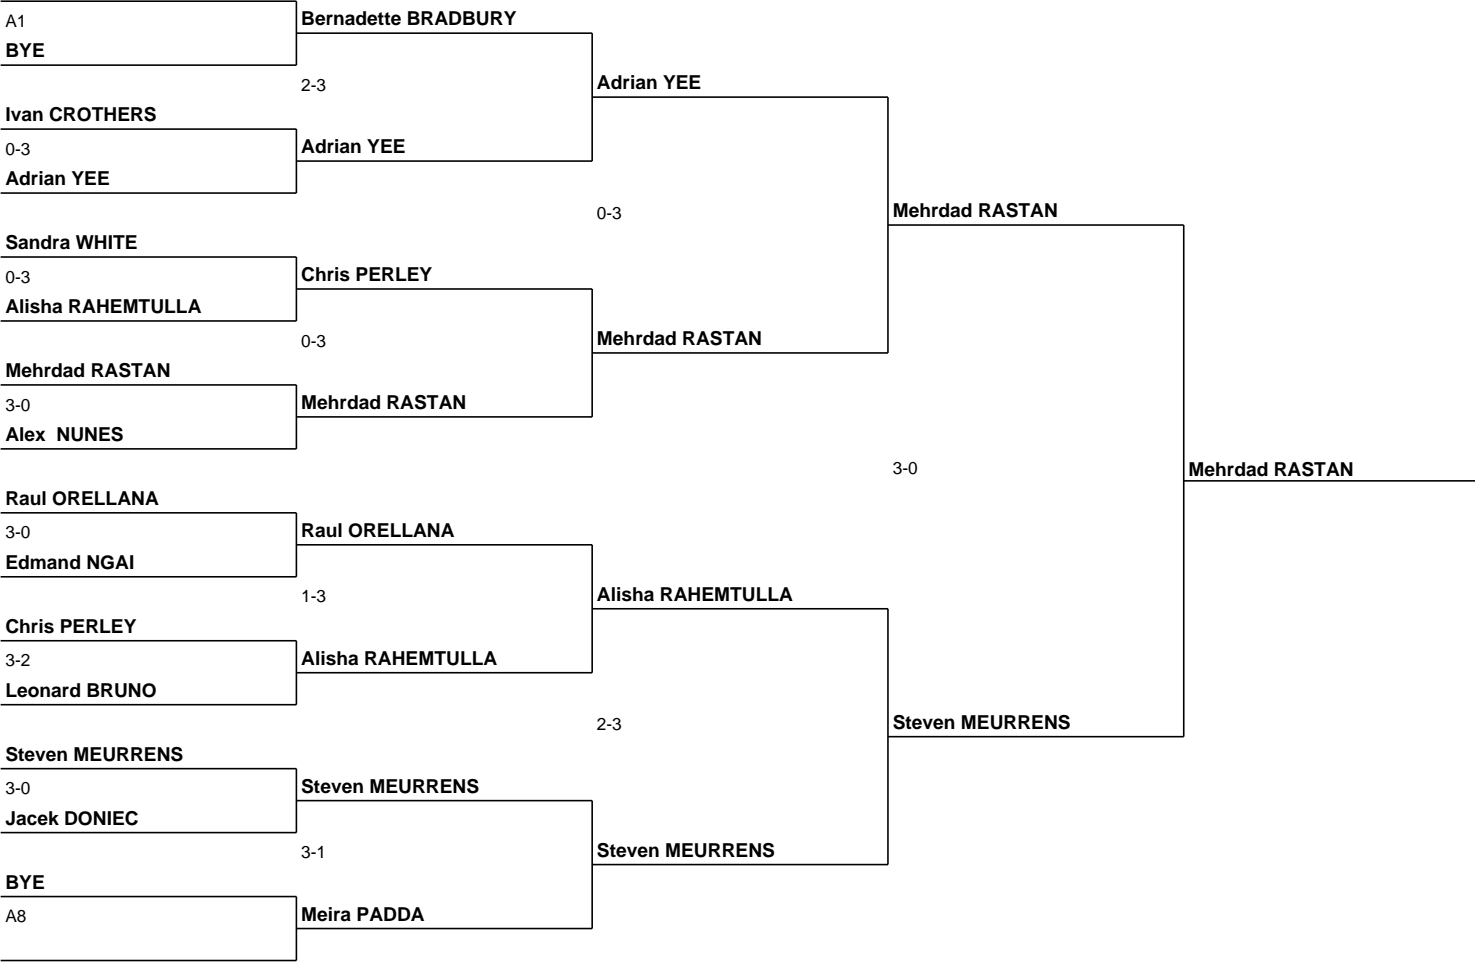 A1
BYE
Ivan CROTHERS
0-3
Adrian YEE
Sandra WHITE
0-3
Alisha RAHEMTULLA
Mehrdad RASTAN
3-0
Alex  NUNES
Raul ORELLANA
3-0
Edmand NGAI
Chris PERLEY
3-2
Leonard BRUNO
Steven MEURRENS
3-0
Jacek DONIEC
BYE
A8
Bernadette BRADBURY
2-3
Adrian YEE
Chris PERLEY
0-3
Mehrdad RASTAN
Raul ORELLANA
1-3
Alisha RAHEMTULLA
Steven MEURRENS
3-1
Meira PADDA
Adrian YEE
0-3
Mehrdad RASTAN
Alisha RAHEMTULLA
2-3
Steven MEURRENS
Mehrdad RASTAN
3-0
Steven MEURRENS
Mehrdad RASTAN